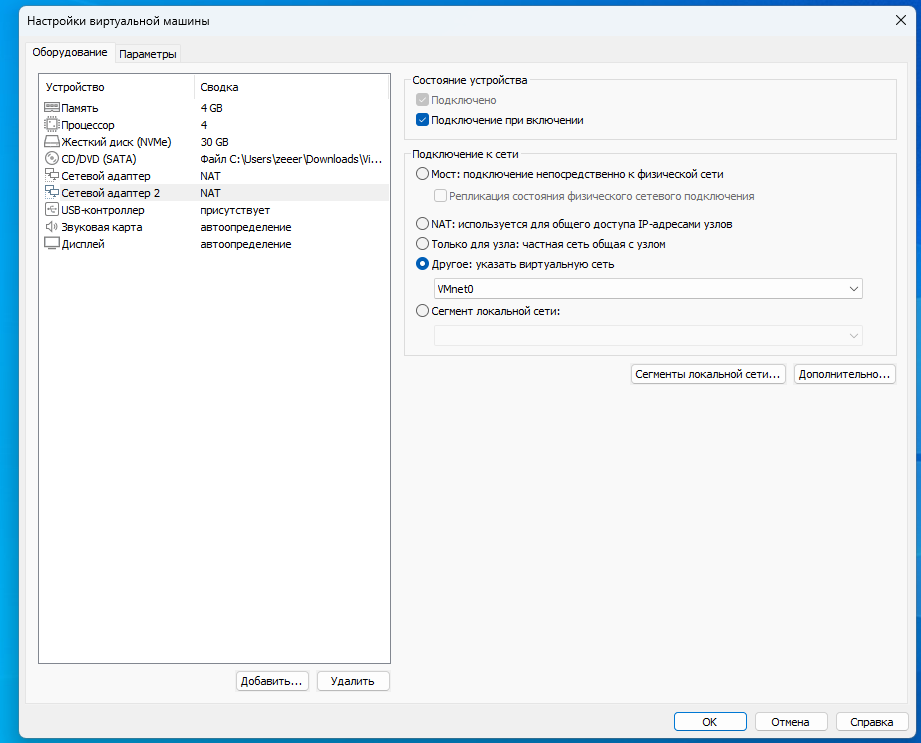 Настройки виртуальной машины
Оборудование Параметры
Устройство Сводка
Память 4 GB
Процессор 4
Жесткий диск (NVMe) 30 GB
CD/DVD (SATA) Файл C:\Users\zeeer\Downloads\Vi...
Сетевой адаптер NAT
Сетевой адаптер 2 NAT
USB-контроллер присутствует
Звуковая карта автоопределение
Дисплей автоопределение
Добавить... Удалить
Состояние устройства
Подключено
Подключение при включении
Подключение к сети
Мост: подключение непосредственно к физической сети
Репликация состояния физического сетевого подключения
NAT: используется для общего доступа IP-адресами узлов
Только для узла: частная сеть общая с узлом
Другое: указать виртуальную сеть
VMnet0
Сегмент локальной сети:
Сегменты локальной сети... Дополнительно...
OK Отмена Справка